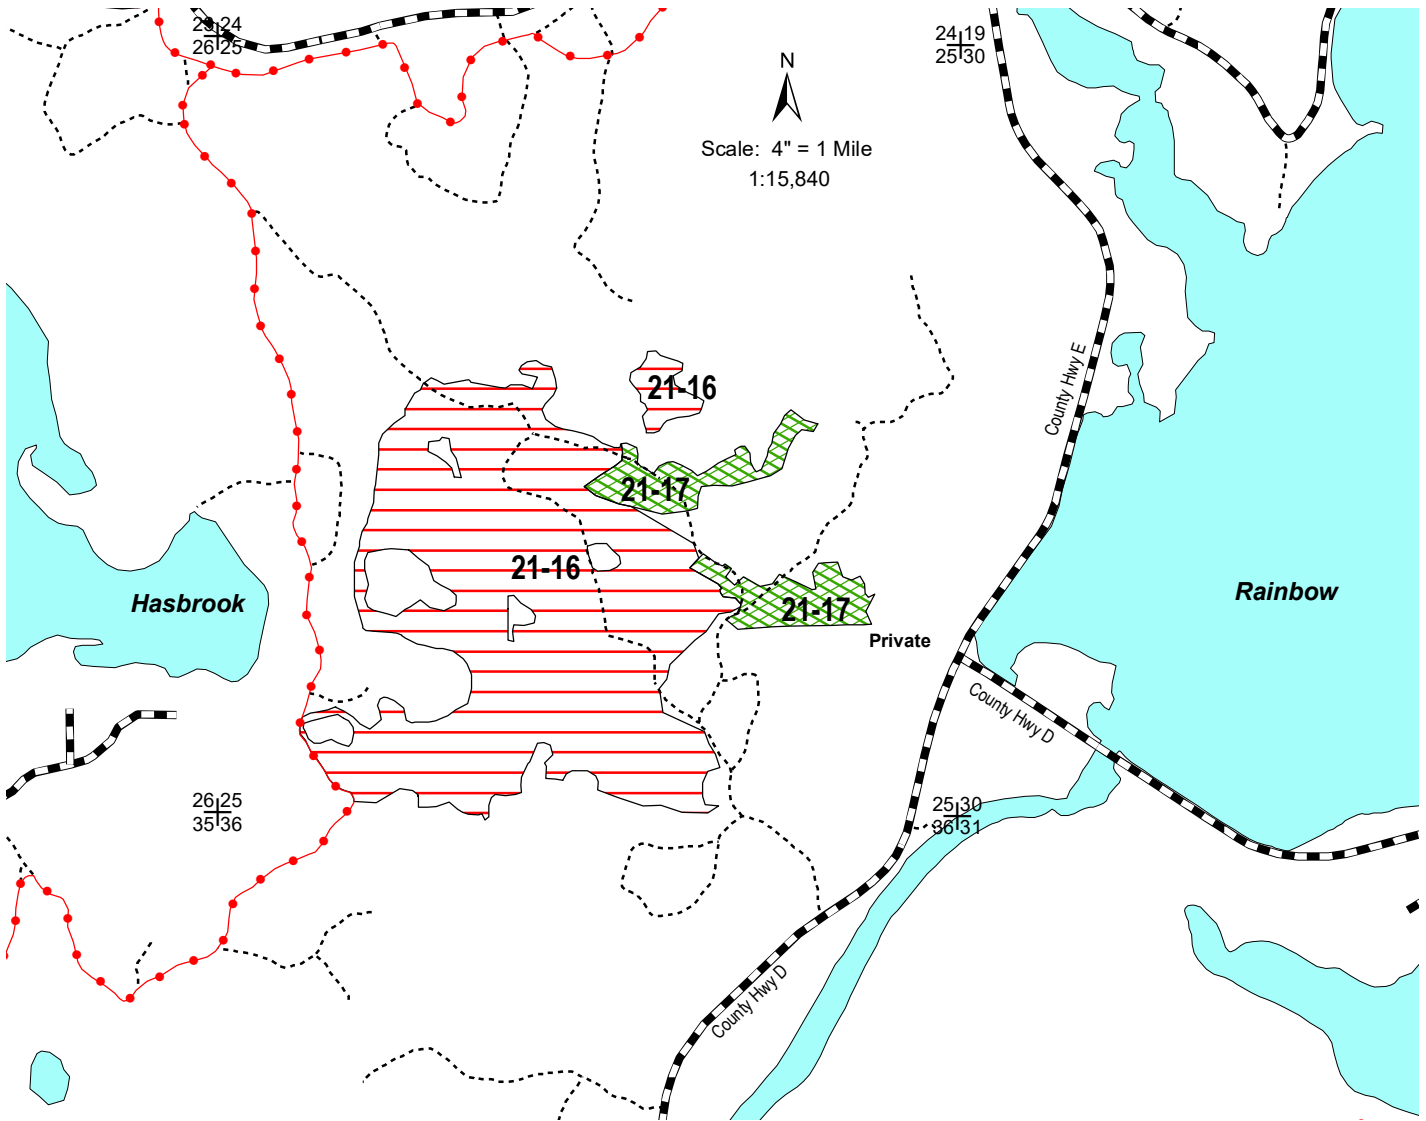 23 24
26 25
24 19
25 30
N
Scale: 4" = 1 Mile
1:15,840
County Hwy E
21-16
21-17
21-16
Hasbrook
21-17
Rainbow
Private
County Hwy D
26 25
35 36
25 30
36 31
County Hwy D